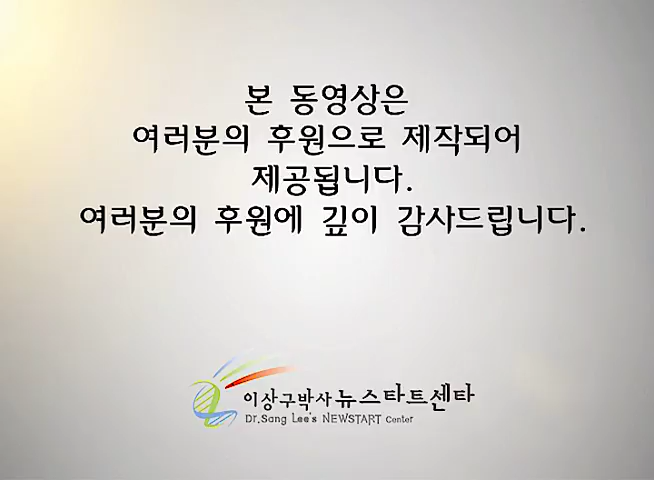 본 동영상은
여러분의 후원으로 제작되어
제공됩니다.
여러분의 후원에 깊이 감사드립니다.
이상구박사 뉴스타트센타
Dr.Sang Lee's NEWSTART Center